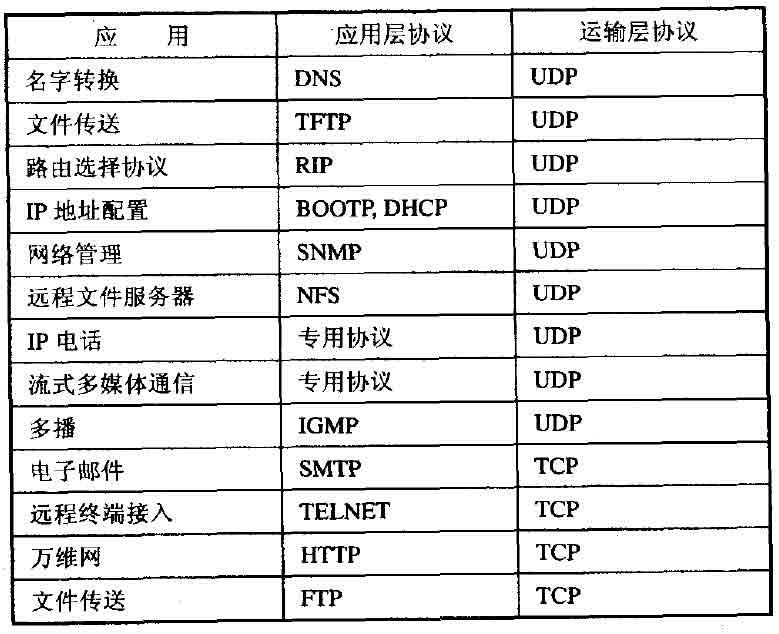 应 用 应用层协议 运输层协议
名字转换 DNS UDP
文件传送 TFTP UDP
路由选择协议 RIP UDP
IP 地址配置 BOOTP, DHCP UDP
网络管理 SNMP UDP
远程文件服务器 NFS UDP
IP 电话 专用协议 UDP
流式多媒体通信 专用协议 UDP
多播 IGMP UDP
电子邮件 SMTP TCP
远程终端接入 TELNET TCP
万维网 HTTP TCP
文件传送 FTP TCP